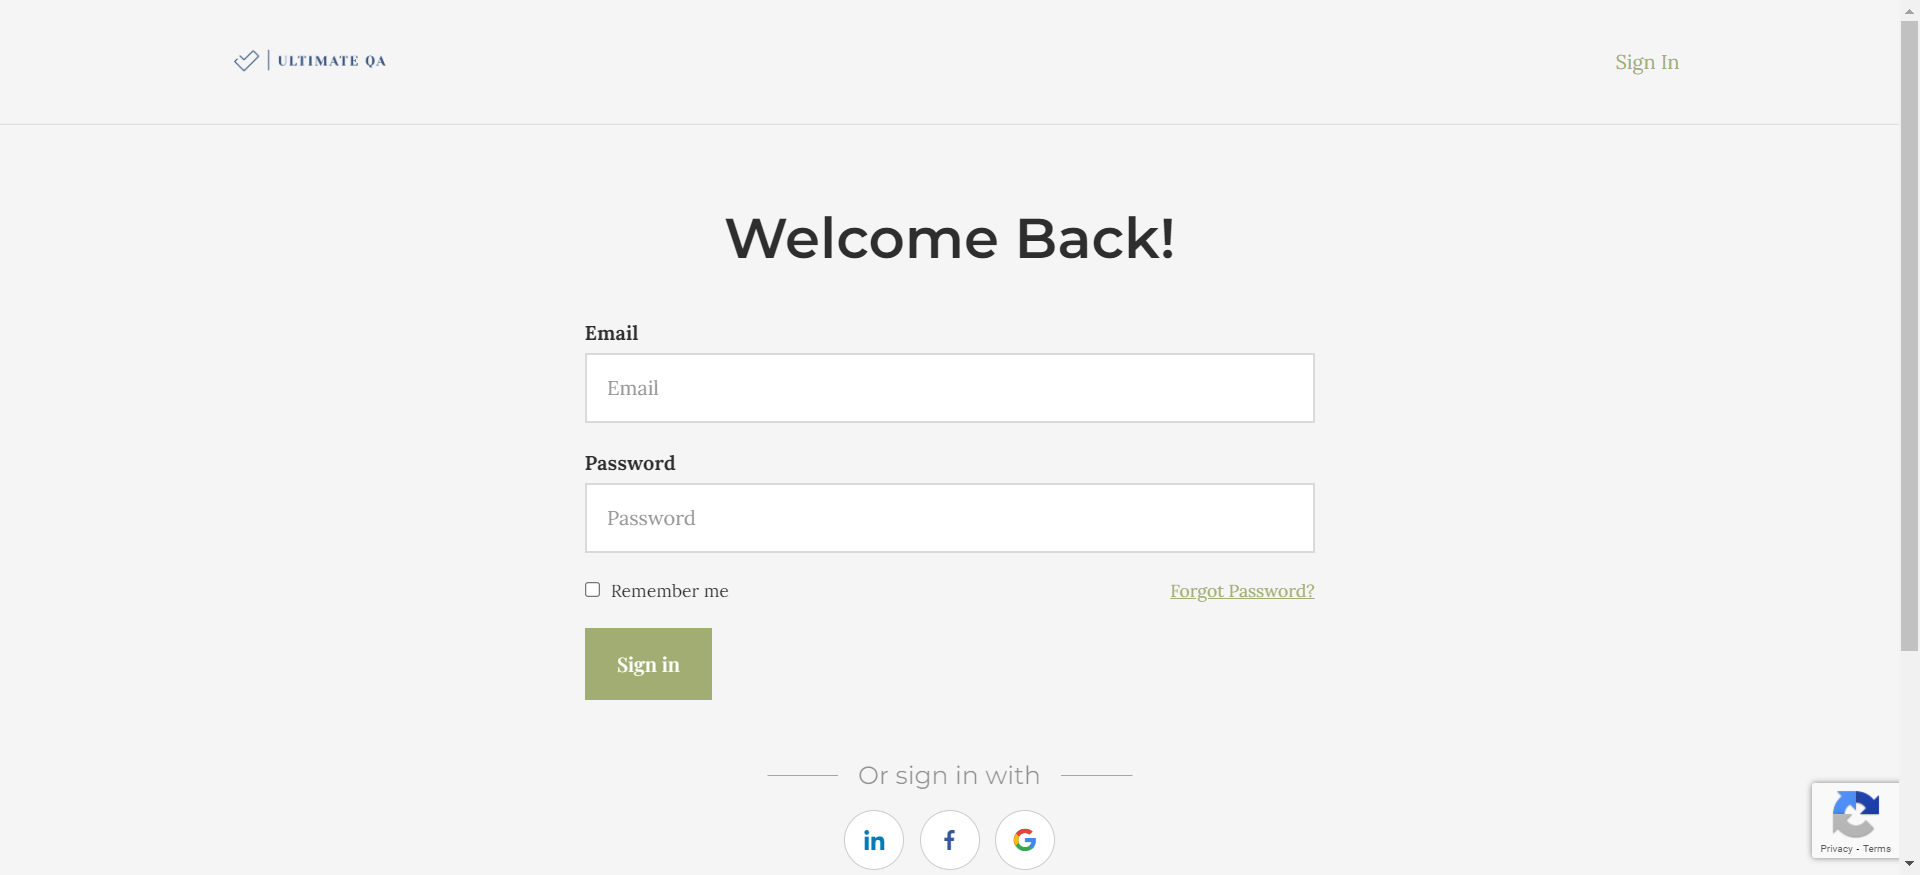 ULTIMATE QA
Sign In
Welcome Back!
Email
Email
Password
Password
Remember me
Forgot Password?
Sign in
Or sign in with
in
f
G
Privacy - Terms